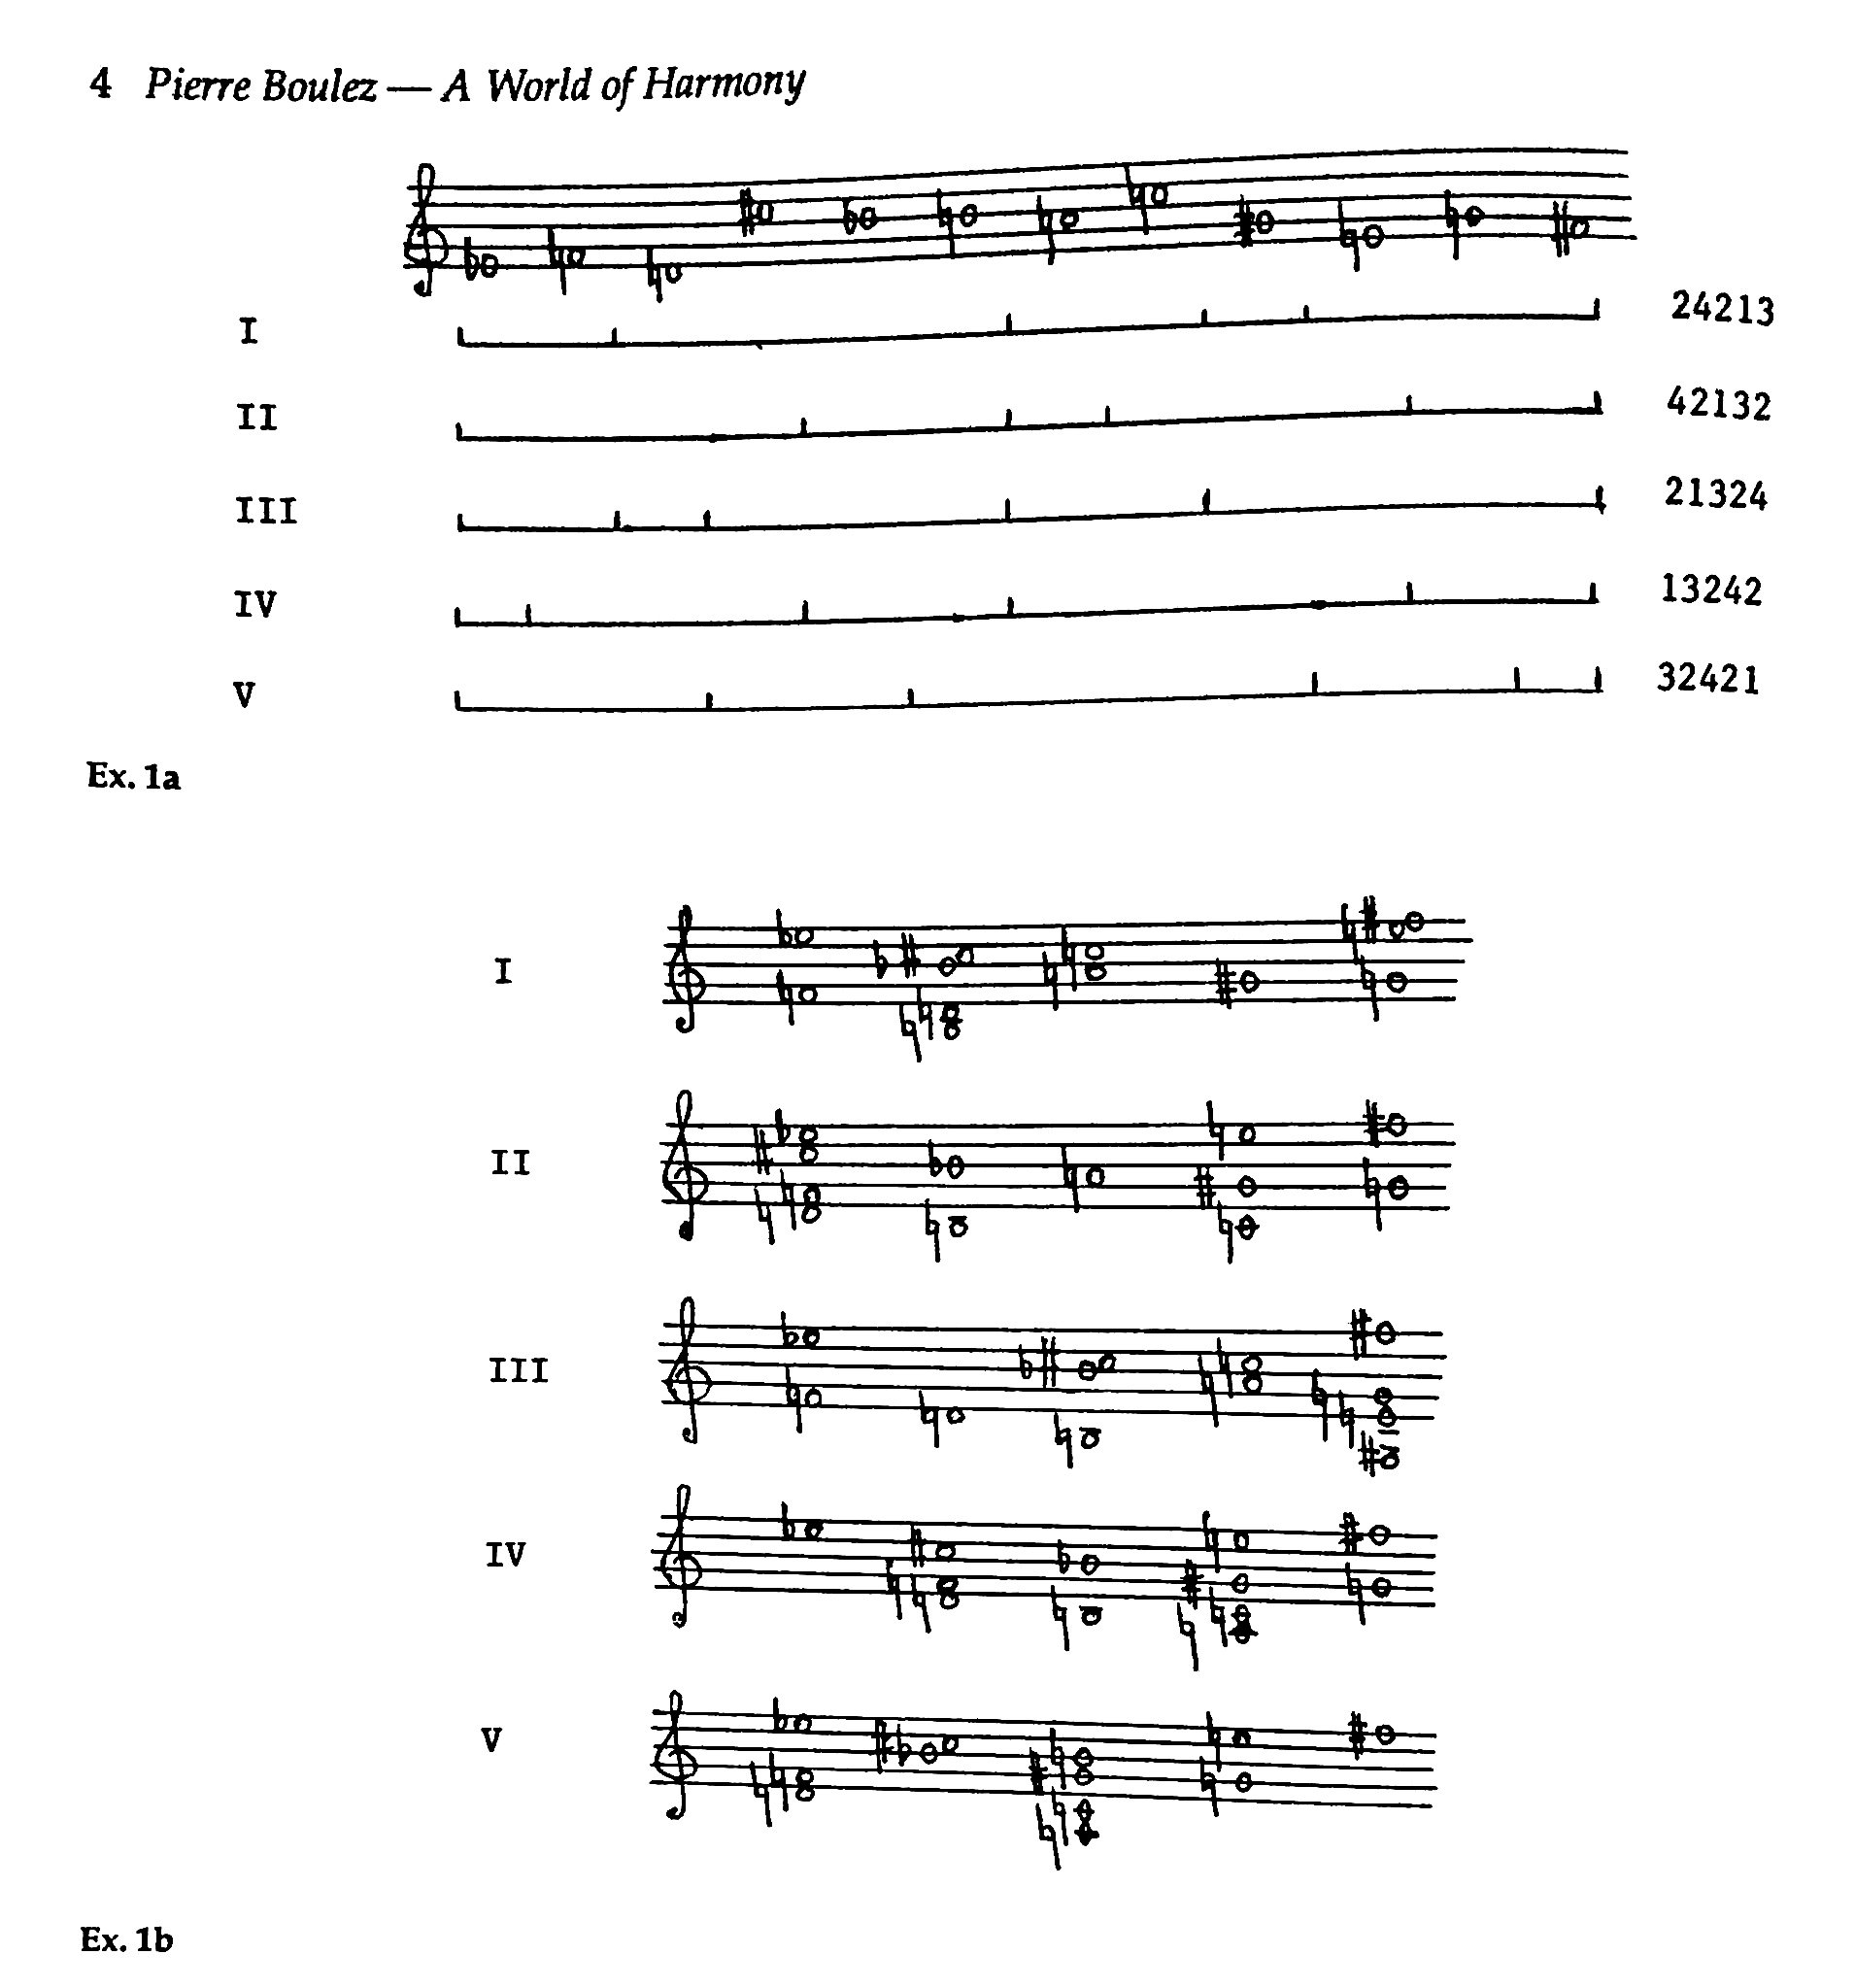 4 Pierre Boulez — A World of Harmony
I 24213
II 42132
III 21324
IV 13242
V 32421
Ex. 1a
I
II
III
IV
V
Ex. 1b